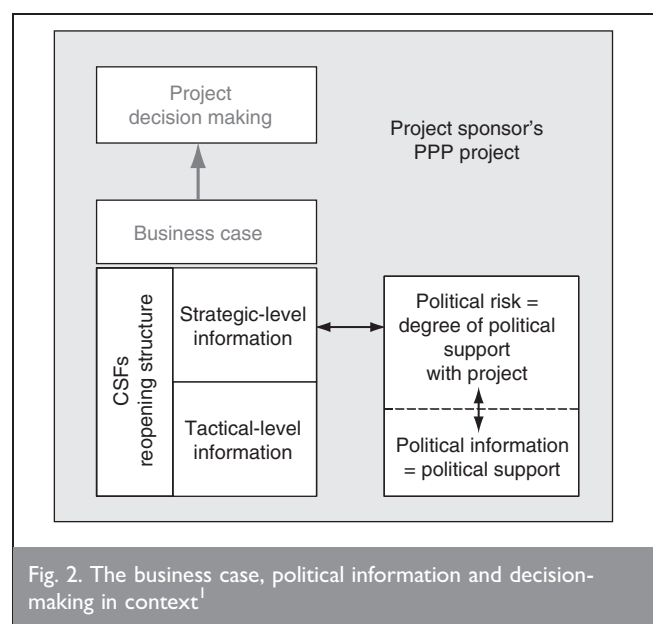 Project
decision making
Project sponsor's
PPP project
Business case
CSFs
reopening structure
Strategic-level
information
Tactical-level
information
Political risk =
degree of political
support
with project
Political information
= political support
Fig. 2. The business case, political information and decision-
making in context1